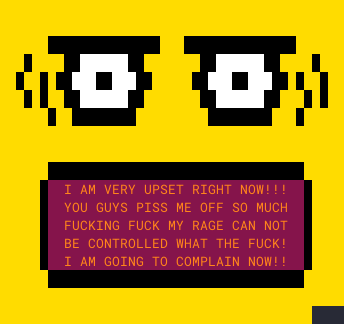 I AM VERY UPSET RIGHT NOW!!!
YOU GUYS PISS ME OFF SO MUCH
FUCKING FUCK MY RAGE CAN NOT
BE CONTROLLED WHAT THE FUCK!
I AM GOING TO COMPLAIN NOW!!